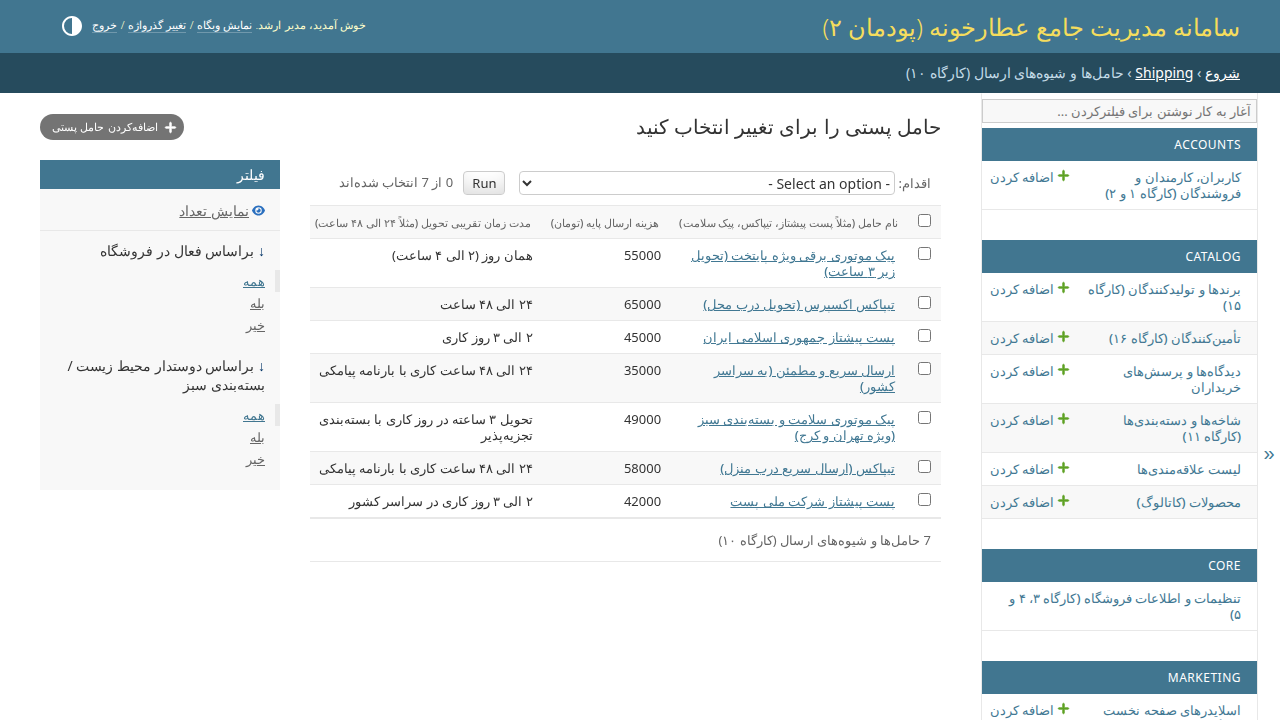 سامانه مدیریت جامع عطارخونه (پودمان ۲)
خوش آمدید، مدیر ارشد. نمایش وبگاه / تغییر گذرواژه / خروج
شروع › Shipping › حامل‌ها و شیوه‌های ارسال (کارگاه ۱۰)
آغار به کار نوشتن برای فیلترکردن ...
ACCOUNTS
کاربران، کارمندان و
فروشندگان (کارگاه ۱ و ۲)
اضافه کردن
CATALOG
برندها و تولیدکنندگان (کارگاه
۱۵)
اضافه کردن
تأمین‌کنندگان (کارگاه ۱۶)
اضافه کردن
دیدگاه‌ها و پرسش‌های
خریداران
اضافه کردن
شاخه‌ها و دسته‌بندی‌ها
(کارگاه ۱۱)
اضافه کردن
لیست علاقه‌مندی‌ها
اضافه کردن
محصولات (کاتالوگ)
اضافه کردن
CORE
تنظیمات و اطلاعات فروشگاه (کارگاه ۳، ۴ و
۵)
MARKETING
اسلایدرهای صفحه نخست
اضافه کردن
»
حامل پستی را برای تغییر انتخاب کنید
اضافه‌کردن حامل پستی
اقدام:
- Select an option -
Run
0 از 7 انتخاب شده‌اند
نام حامل (مثلاً پست پیشتاز، تیپاکس، پیک سلامت)
هزینه ارسال پایه (تومان)
مدت زمان تقریبی تحویل (مثلاً ۲۴ الی ۴۸ ساعت)
پیک موتوری برقی ویژه پایتخت (تحویل
زیر ۳ ساعت)
55000
همان روز (۲ الی ۴ ساعت)
تیپاکس اکسپرس (تحویل درب محل)
65000
۲۴ الی ۴۸ ساعت
پست پیشتاز جمهوری اسلامی ایران
45000
۲ الی ۳ روز کاری
ارسال سریع و مطمئن (به سراسر
کشور)
35000
۲۴ الی ۴۸ ساعت کاری با بارنامه پیامکی
پیک موتوری سلامت و بسته‌بندی سبز
(ویژه تهران و کرج)
49000
تحویل ۳ ساعته در روز کاری با بسته‌بندی
تجزیه‌پذیر
تیپاکس (ارسال سریع درب منزل)
58000
۲۴ الی ۴۸ ساعت کاری با بارنامه پیامکی
پست پیشتاز شرکت ملی پست
42000
۲ الی ۳ روز کاری در سراسر کشور
7 حامل‌ها و شیوه‌های ارسال (کارگاه ۱۰)
فیلتر
نمایش تعداد
↓ براساس فعال در فروشگاه
همه
بله
خیر
↓ براساس دوستدار محیط زیست /
بسته‌بندی سبز
همه
بله
خیر